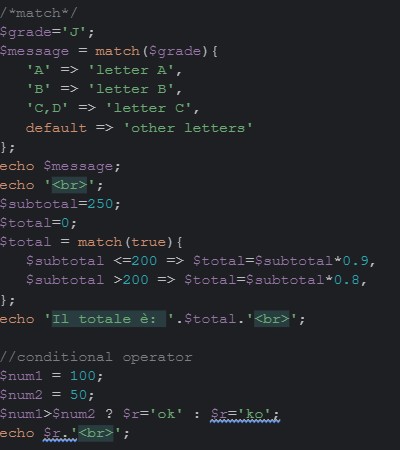 /*match*/
$grade='J';
$message = match($grade){
   'A' => 'letter A',
   'B' => 'letter B',
   'C,D' => 'letter C',
   default => 'other letters'
};
echo $message;
echo '<br>';
$subtotal=250;
$total=0;
$total = match(true){
   $subtotal <=200 => $total=$subtotal*0.9,
   $subtotal >200 => $total=$subtotal*0.8,
};
echo 'Il totale è: '.$total.'<br>';

//conditional operator
$num1 = 100;
$num2 = 50;
$num1>$num2 ? $r='ok' : $r='ko';
echo $r.'<br>';